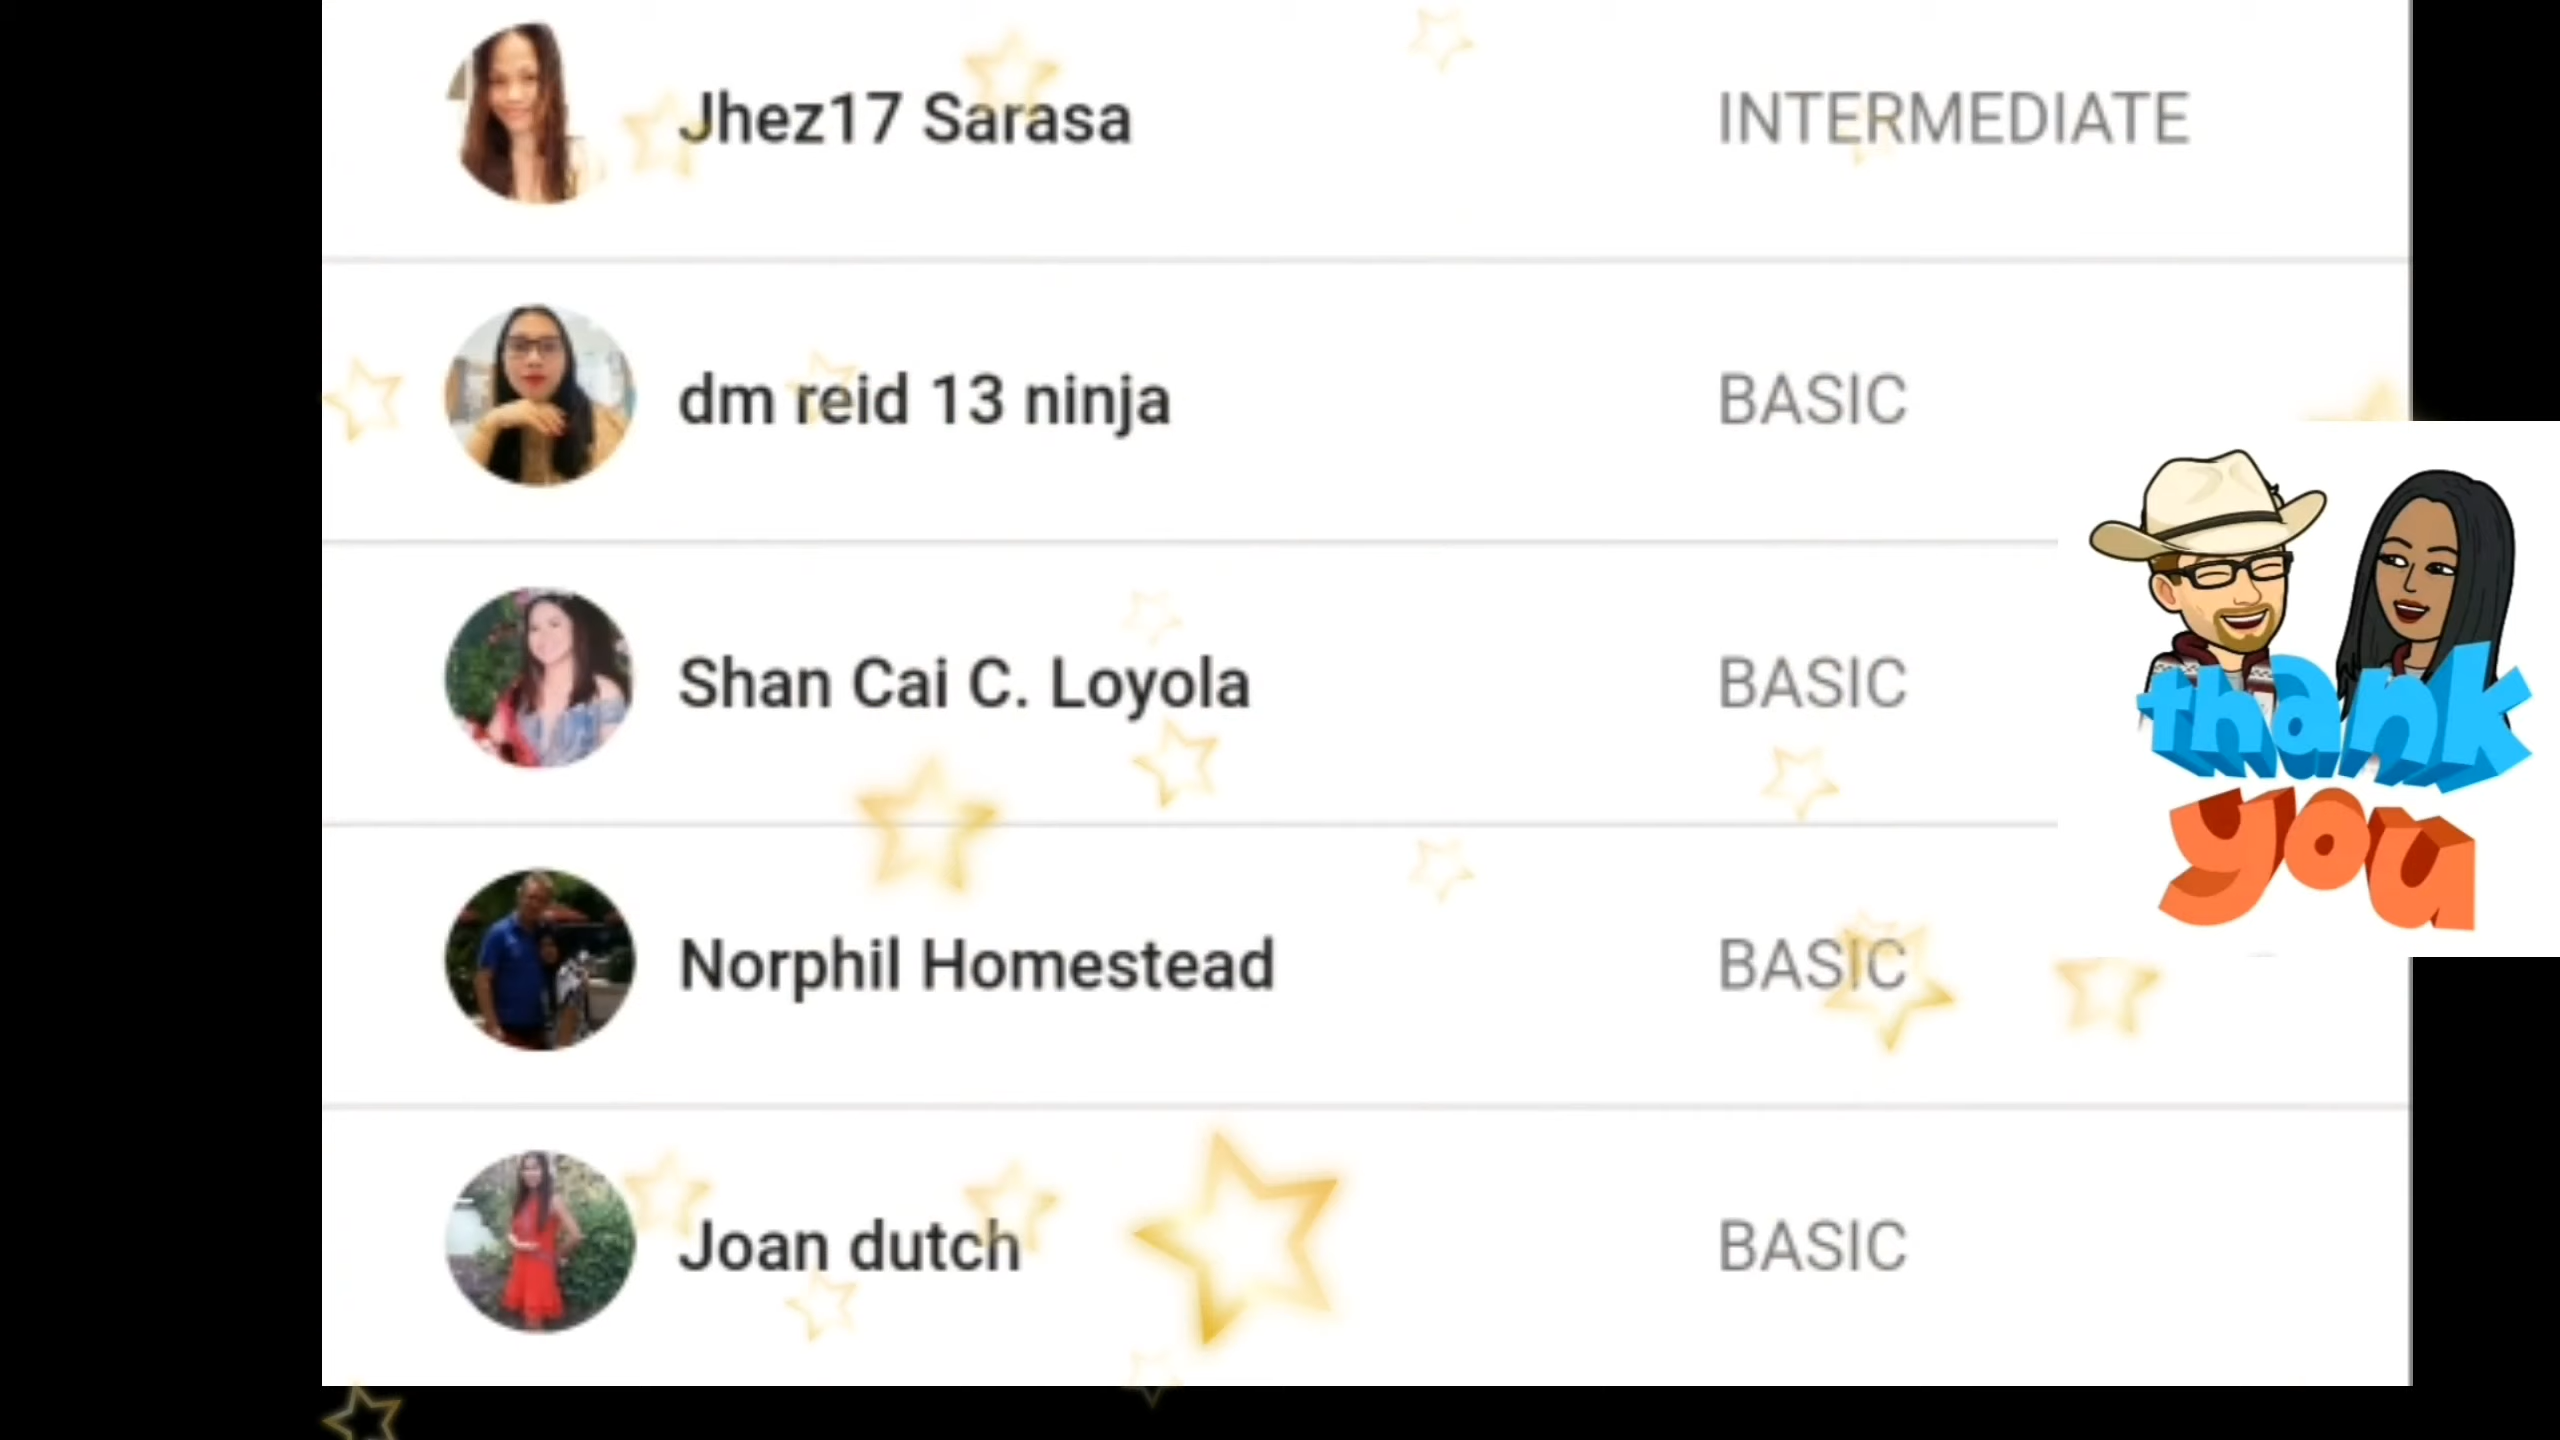 Jhez17 Sarasa INTERMEDIATE
dm reid 13 ninja BASIC
Shan Cai C. Loyola BASIC
thank
you
Norphil Homestead BASIC
Joan dutch BASIC